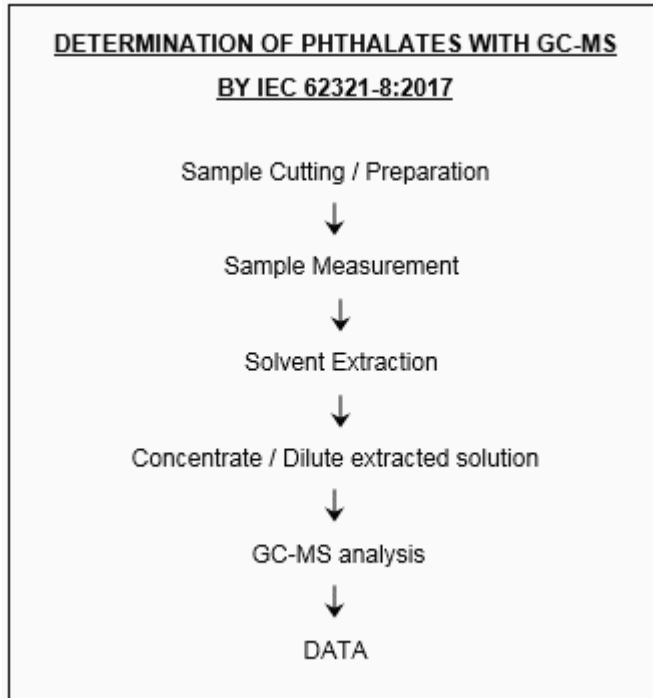 DETERMINATION OF PHTHALATES WITH GC-MS
BY IEC 62321-8:2017
Sample Cutting / Preparation
Sample Measurement
Solvent Extraction
Concentrate / Dilute extracted solution
GC-MS analysis
DATA